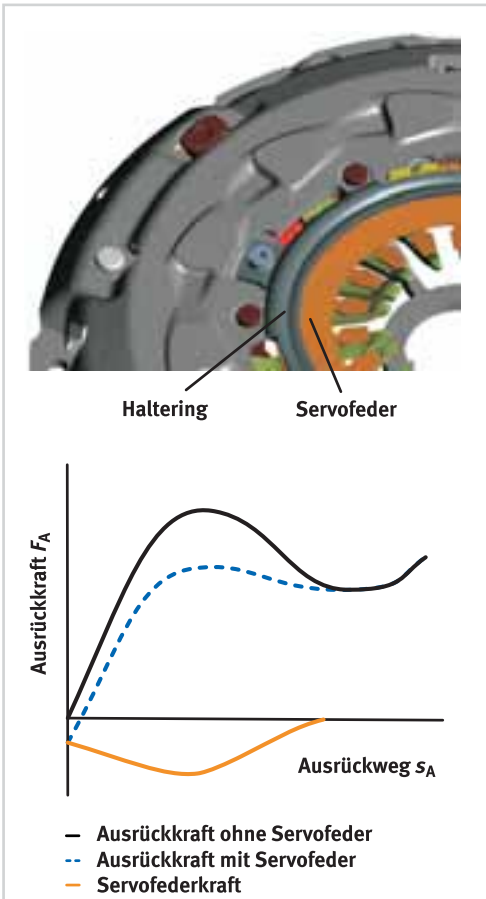 Haltering
Servofeder
Ausrückkraft FA
Ausrückweg sA
Ausrückkraft ohne Servofeder
Ausrückkraft mit Servofeder
Servofederkraft